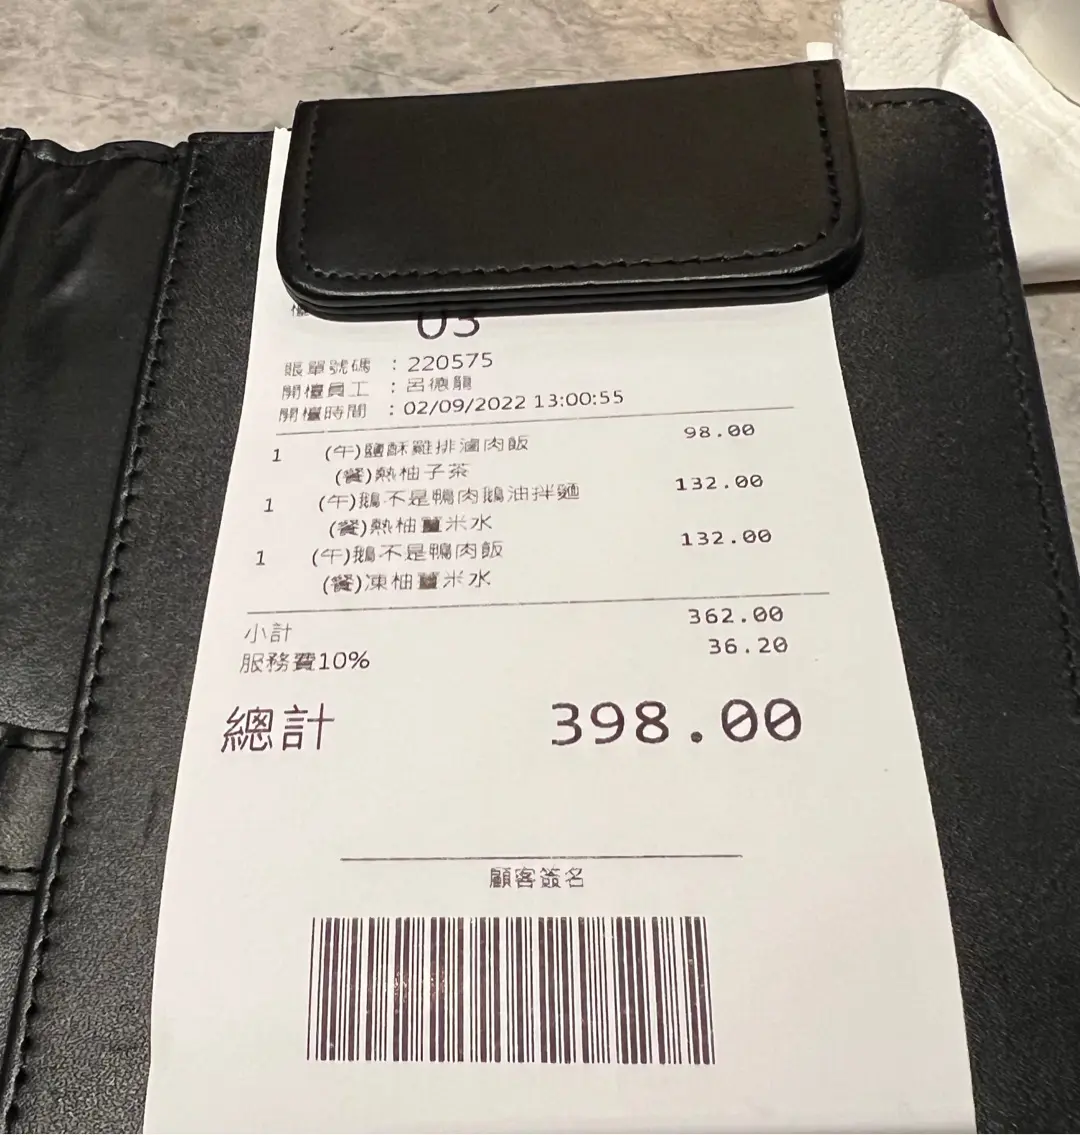 03
賬單號碼 : 220575
開檯員工 : 呂德龍
開檯時間 : 02/09/2022 13:00:55
1 (午)鹽酥雞排滷肉飯 98.00
(餐)熱柚子茶
1 (午)鵝不是鴨肉鵝油拌麵 132.00
(餐)熱柚薏米水
1 (午)鵝不是鴨肉飯 132.00
(餐)凍柚薏米水
小計 362.00
服務費10% 36.20
總計 398.00
顧客簽名